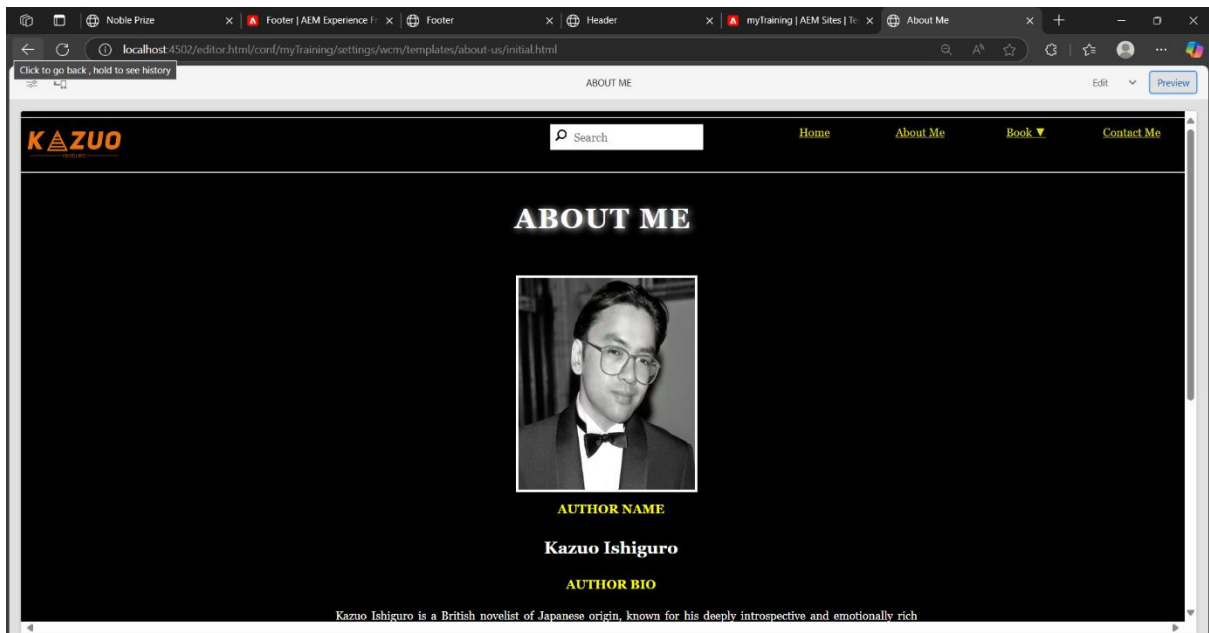 Noble Prize
Footer | AEM Experience Fr
Footer
Header
myTraining | AEM Sites | Te
About Me
localhost:4502/editor.html/conf/myTraining/settings/wcm/templates/about-us/initial.html
Click to go back , hold to see history
ABOUT ME
Edit
Preview
KAZUO
Search
Home
About Me
Book ▼
Contact Me
ABOUT ME
AUTHOR NAME
Kazuo Ishiguro
AUTHOR BIO
Kazuo Ishiguro is a British novelist of Japanese origin, known for his deeply introspective and emotionally rich